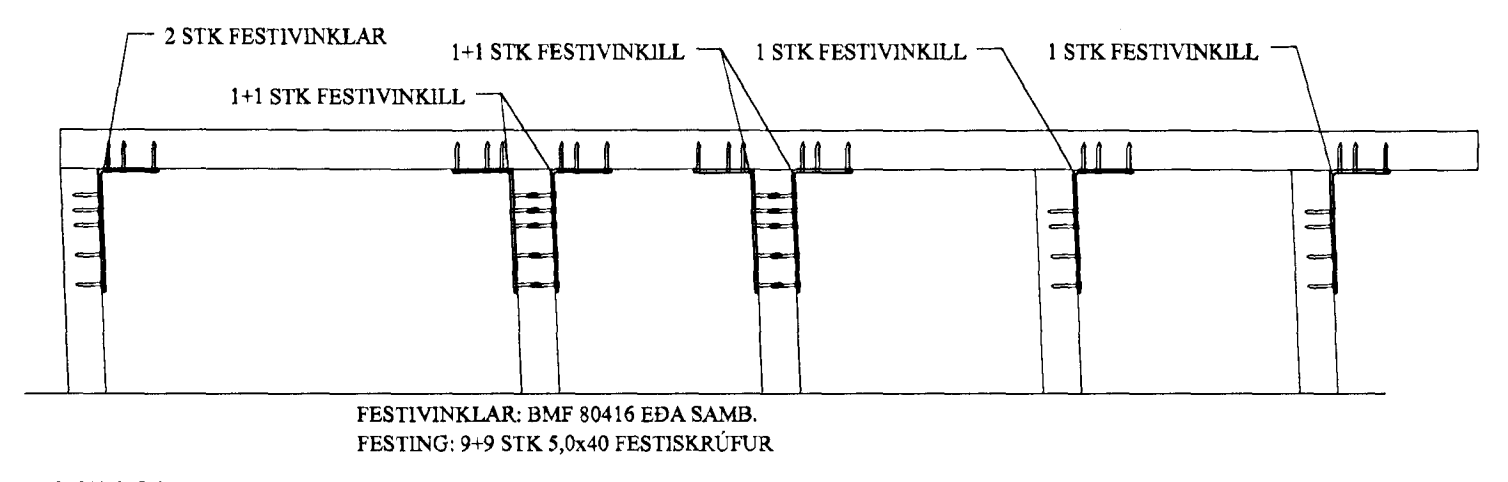 2 STK FESTIVINKLAR
1+1 STK FESTIVINKILL
1 STK FESTIVINKILL
1 STK FESTIVINKILL
1+1 STK FESTIVINKILL
FESTIVINKLAR: BMF 80416 EÐA SAMB.
FESTING: 9+9 STK 5,0x40 FESTISKRÚFUR